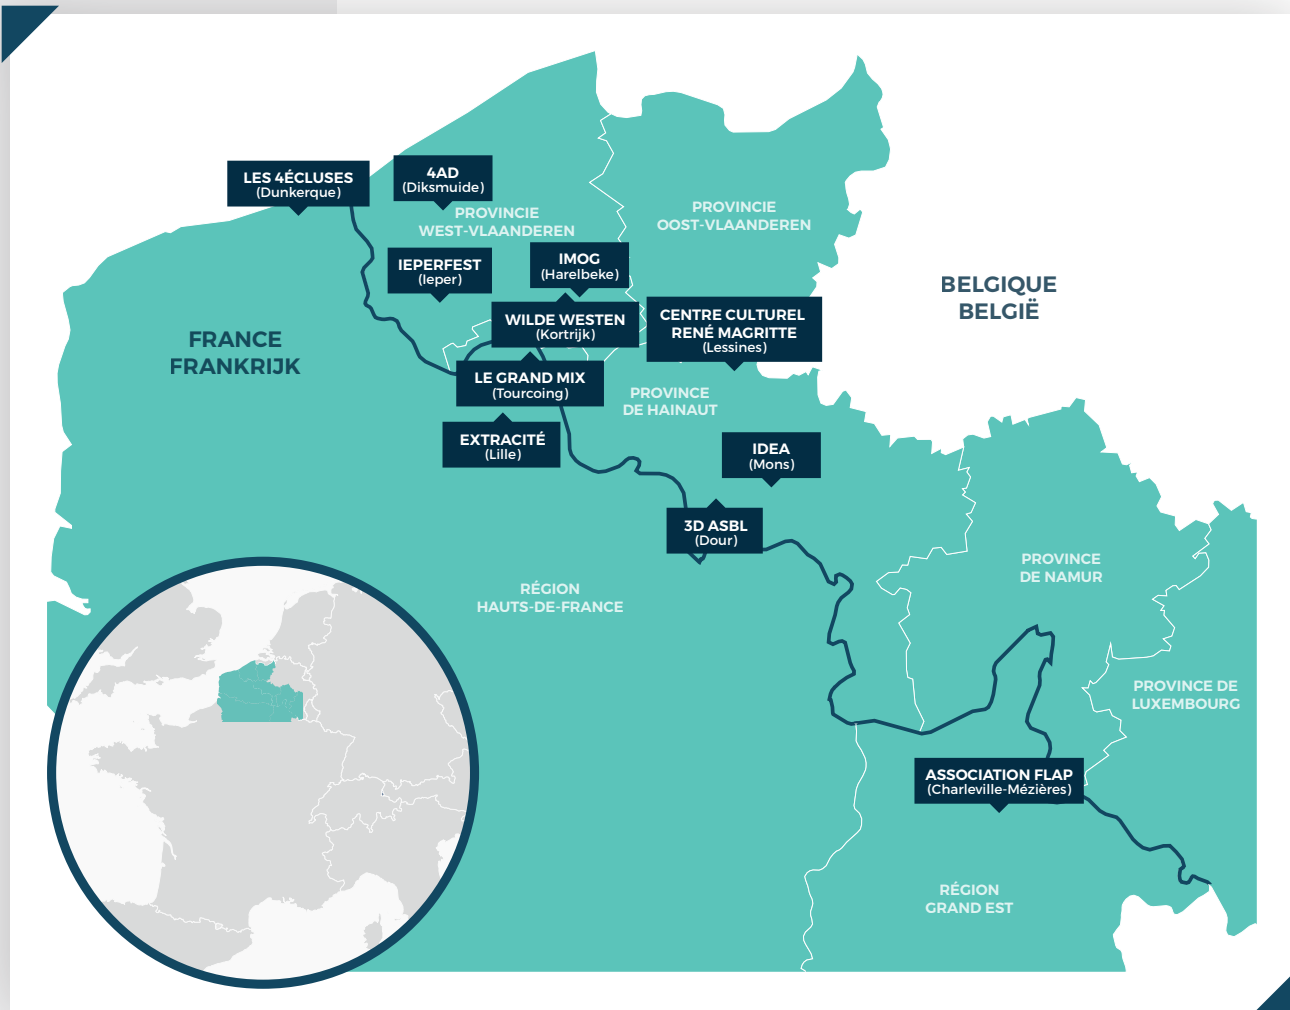 LES 4ÉCLUSES
(Dunkerque)
4AD
(Diksmuide)
PROVINCIE
WEST-VLAANDEREN
PROVINCIE
OOST-VLAANDEREN
IEPERFEST
(Ieper)
IMOG
(Harelbeke)
BELGIQUE
BELGIË
WILDE WESTEN
(Kortrijk)
CENTRE CULTUREL
RENÉ MAGRITTE
(Lessines)
FRANCE
FRANKRIJK
LE GRAND MIX
(Tourcoing)
PROVINCE
DE HAINAUT
EXTRACITÉ
(Lille)
IDEA
(Mons)
3D ASBL
(Dour)
PROVINCE
DE NAMUR
RÉGION
HAUTS-DE-FRANCE
PROVINCE DE
LUXEMBOURG
ASSOCIATION FLAP
(Charleville-Mézières)
RÉGION
GRAND EST